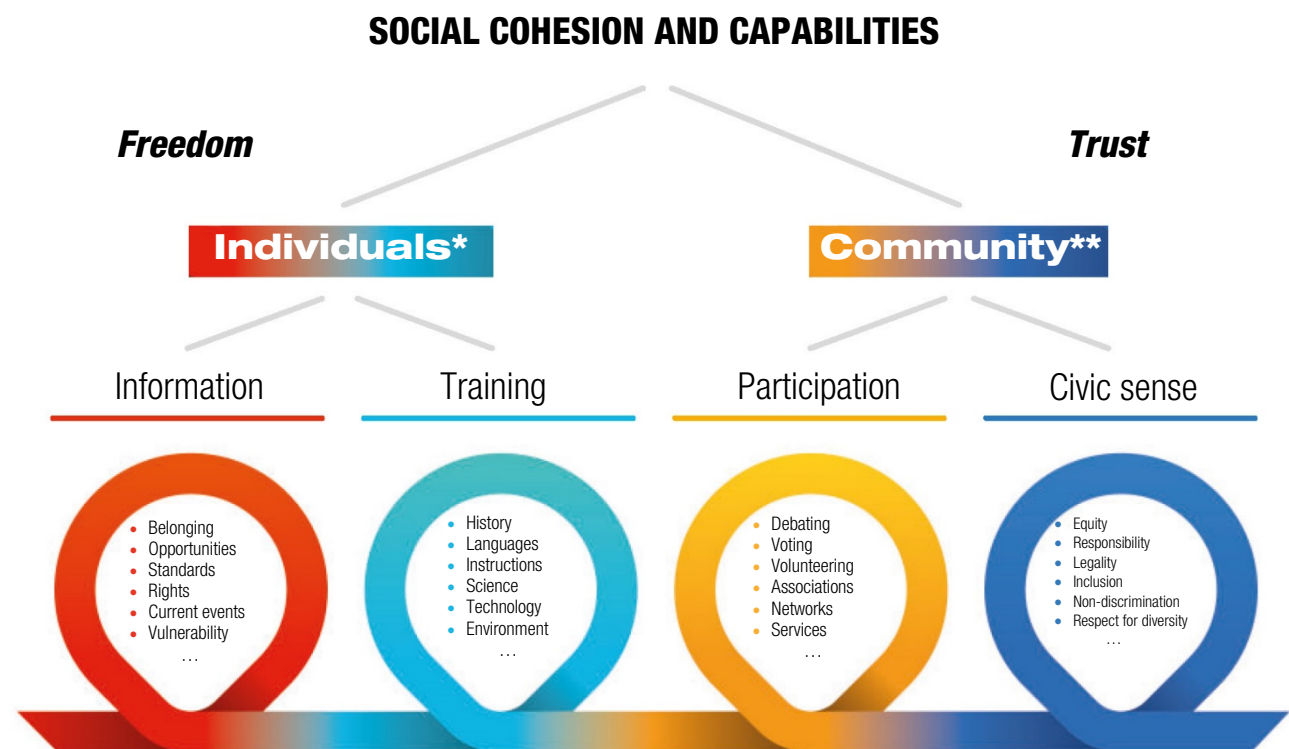 SOCIAL COHESION AND CAPABILITIES
Freedom
Trust
Individuals*
Community**
Information
Training
Participation
Civic sense
• Belonging
• Opportunities
• Standards
• Rights
• Current events
• Vulnerability
...
• History
• Languages
• Instructions
• Science
• Technology
• Environment
...
• Debating
• Voting
• Volunteering
• Associations
• Networks
• Services
...
• Equity
• Responsibility
• Legality
• Inclusion
• Non-discrimination
• Respect for diversity
...